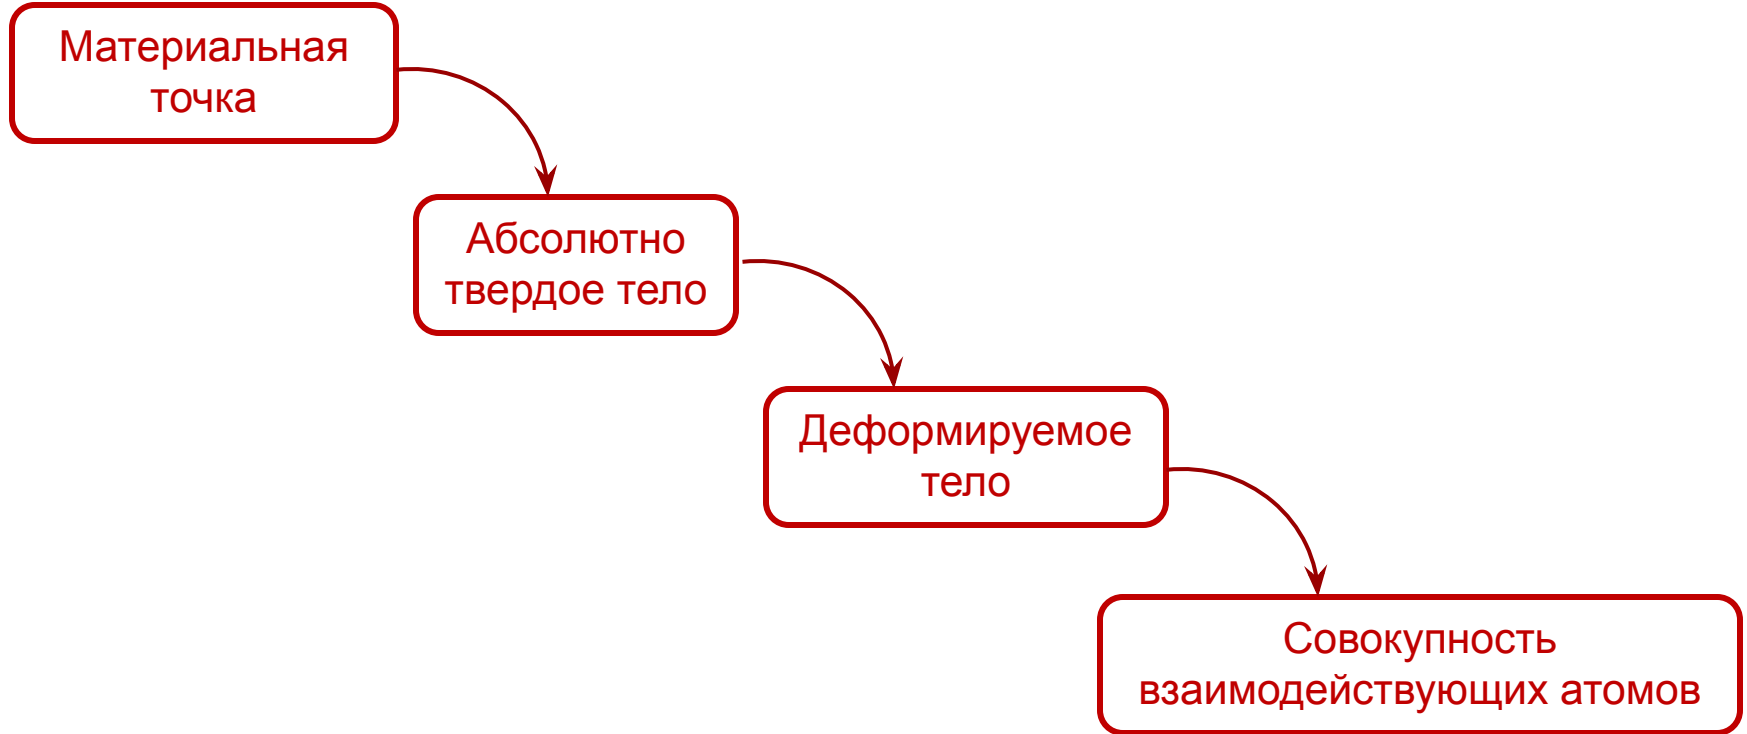 Материальная
точка
Абсолютно
твердое тело
Деформируемое
тело
Совокупность
взаимодействующих атомов